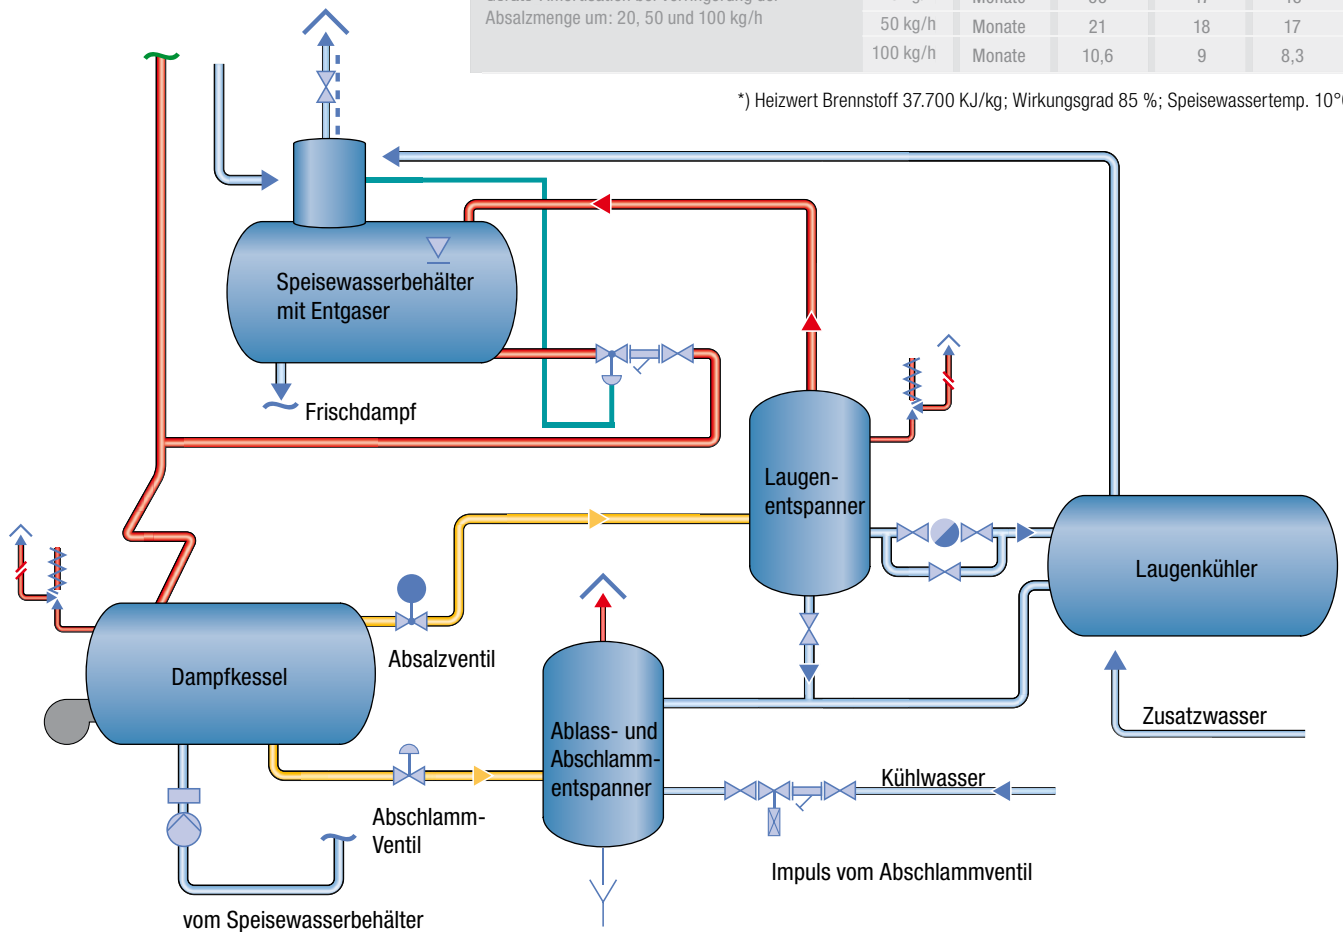 Absalzmenge um: 20, 50 und 100 kg/h
50 kg/h Monate 21 18 17
100 kg/h Monate 10,6 9 8,3
*) Heizwert Brennstoff 37.700 KJ/kg; Wirkungsgrad 85 %; Speisewassertemp. 10°
Speisewasserbehälter
mit Entgaser
Frischdampf
Laugen-
entspanner
Laugenkühler
Absalzventil
Dampfkessel
Zusatzwasser
Ablass- und
Abschlamm-
entspanner
Kühlwasser
Abschlamm-
Ventil
Impuls vom Abschlammventil
vom Speisewasserbehälter